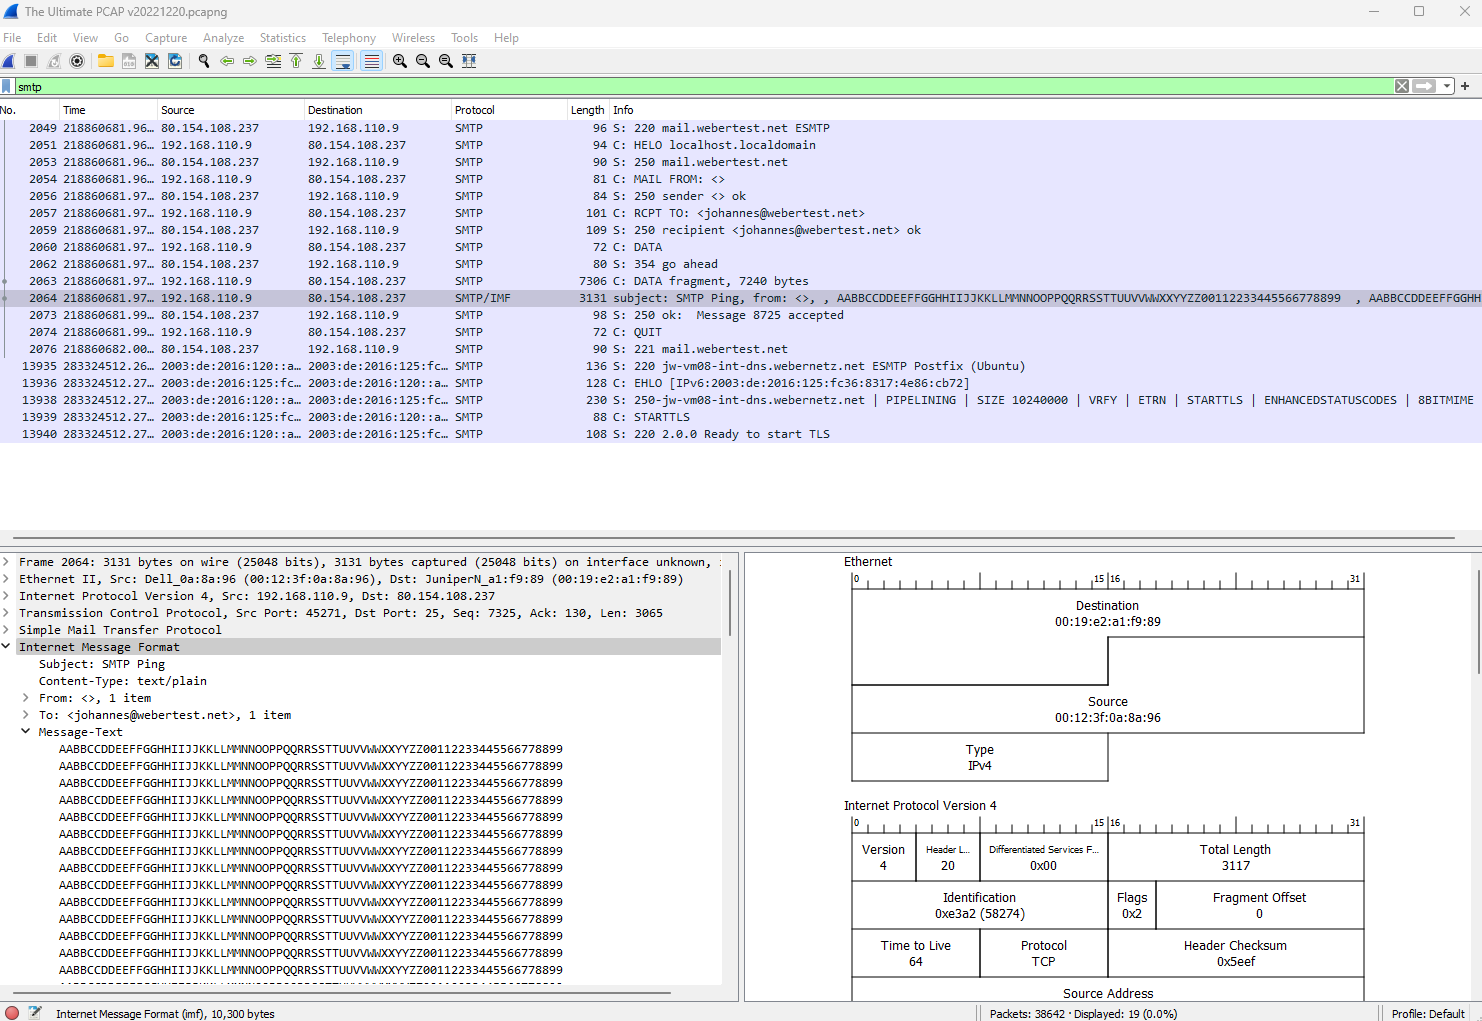 The Ultimate PCAP v20221220.pcapng
File Edit View Go Capture Analyze Statistics Telephony Wireless Tools Help
smtp
No. Time Source Destination Protocol Length Info
2049 218860681.96… 80.154.108.237 192.168.110.9 SMTP 96 S: 220 mail.webertest.net ESMTP
2051 218860681.96… 192.168.110.9 80.154.108.237 SMTP 94 C: HELO localhost.localdomain
2053 218860681.96… 80.154.108.237 192.168.110.9 SMTP 90 S: 250 mail.webertest.net
2054 218860681.96… 192.168.110.9 80.154.108.237 SMTP 81 C: MAIL FROM: <>
2056 218860681.97… 80.154.108.237 192.168.110.9 SMTP 84 S: 250 sender <> ok
2057 218860681.97… 192.168.110.9 80.154.108.237 SMTP 101 C: RCPT TO: <johannes@webertest.net>
2059 218860681.97… 80.154.108.237 192.168.110.9 SMTP 109 S: 250 recipient <johannes@webertest.net> ok
2060 218860681.97… 192.168.110.9 80.154.108.237 SMTP 72 C: DATA
2062 218860681.97… 80.154.108.237 192.168.110.9 SMTP 80 S: 354 go ahead
2063 218860681.97… 192.168.110.9 80.154.108.237 SMTP 7306 C: DATA fragment, 7240 bytes
2064 218860681.97… 192.168.110.9 80.154.108.237 SMTP/IMF 3131 subject: SMTP Ping, from: <>, , AABBCCDDEEFFGGHHIIJJKKLLMMNNOOPPQQRRSSTTUUVVWWXXYYZZ00112233445566778899 , AABBCCDDEEFFGGHH
2073 218860681.99… 80.154.108.237 192.168.110.9 SMTP 98 S: 250 ok: Message 8725 accepted
2074 218860681.99… 192.168.110.9 80.154.108.237 SMTP 72 C: QUIT
2076 218860682.00… 80.154.108.237 192.168.110.9 SMTP 90 S: 221 mail.webertest.net
13935 283324512.26… 2003:de:2016:120::a… 2003:de:2016:125:fc… SMTP 136 S: 220 jw-vm08-int-dns.webernetz.net ESMTP Postfix (Ubuntu)
13936 283324512.27… 2003:de:2016:125:fc… 2003:de:2016:120::a… SMTP 128 C: EHLO [IPv6:2003:de:2016:125:fc36:8317:4e86:cb72]
13938 283324512.27… 2003:de:2016:120::a… 2003:de:2016:125:fc… SMTP 230 S: 250-jw-vm08-int-dns.webernetz.net | PIPELINING | SIZE 10240000 | VRFY | ETRN | STARTTLS | ENHANCEDSTATUSCODES | 8BITMIME
13939 283324512.27… 2003:de:2016:125:fc… 2003:de:2016:120::a… SMTP 88 C: STARTTLS
13940 283324512.27… 2003:de:2016:120::a… 2003:de:2016:125:fc… SMTP 108 S: 220 2.0.0 Ready to start TLS
Frame 2064: 3131 bytes on wire (25048 bits), 3131 bytes captured (25048 bits) on interface unknown,
Ethernet II, Src: Dell_0a:8a:96 (00:12:3f:0a:8a:96), Dst: JuniperN_a1:f9:89 (00:19:e2:a1:f9:89)
Internet Protocol Version 4, Src: 192.168.110.9, Dst: 80.154.108.237
Transmission Control Protocol, Src Port: 45271, Dst Port: 25, Seq: 7325, Ack: 130, Len: 3065
Simple Mail Transfer Protocol
Internet Message Format
Subject: SMTP Ping
Content-Type: text/plain
From: <>, 1 item
To: <johannes@webertest.net>, 1 item
Message-Text
AABBCCDDEEFFGGHHIIJJKKLLMMNNOOPPQQRRSSTTUUVVWWXXYYZZ00112233445566778899
AABBCCDDEEFFGGHHIIJJKKLLMMNNOOPPQQRRSSTTUUVVWWXXYYZZ00112233445566778899
AABBCCDDEEFFGGHHIIJJKKLLMMNNOOPPQQRRSSTTUUVVWWXXYYZZ00112233445566778899
AABBCCDDEEFFGGHHIIJJKKLLMMNNOOPPQQRRSSTTUUVVWWXXYYZZ00112233445566778899
AABBCCDDEEFFGGHHIIJJKKLLMMNNOOPPQQRRSSTTUUVVWWXXYYZZ00112233445566778899
AABBCCDDEEFFGGHHIIJJKKLLMMNNOOPPQQRRSSTTUUVVWWXXYYZZ00112233445566778899
AABBCCDDEEFFGGHHIIJJKKLLMMNNOOPPQQRRSSTTUUVVWWXXYYZZ00112233445566778899
AABBCCDDEEFFGGHHIIJJKKLLMMNNOOPPQQRRSSTTUUVVWWXXYYZZ00112233445566778899
AABBCCDDEEFFGGHHIIJJKKLLMMNNOOPPQQRRSSTTUUVVWWXXYYZZ00112233445566778899
AABBCCDDEEFFGGHHIIJJKKLLMMNNOOPPQQRRSSTTUUVVWWXXYYZZ00112233445566778899
AABBCCDDEEFFGGHHIIJJKKLLMMNNOOPPQQRRSSTTUUVVWWXXYYZZ00112233445566778899
AABBCCDDEEFFGGHHIIJJKKLLMMNNOOPPQQRRSSTTUUVVWWXXYYZZ00112233445566778899
AABBCCDDEEFFGGHHIIJJKKLLMMNNOOPPQQRRSSTTUUVVWWXXYYZZ00112233445566778899
AABBCCDDEEFFGGHHIIJJKKLLMMNNOOPPQQRRSSTTUUVVWWXXYYZZ00112233445566778899
Ethernet
0 15 16 31
Destination
00:19:e2:a1:f9:89
Source
00:12:3f:0a:8a:96
Type
IPv4
Internet Protocol Version 4
0 15 16 31
Version Header L... Differentiated Services F... Total Length
4 20 0x00 3117
Identification Flags Fragment Offset
0xe3a2 (58274) 0x2 0
Time to Live Protocol Header Checksum
64 TCP 0x5eef
Source Address
Internet Message Format (imf), 10,300 bytes
Packets: 38642 · Displayed: 19 (0.0%)
Profile: Default